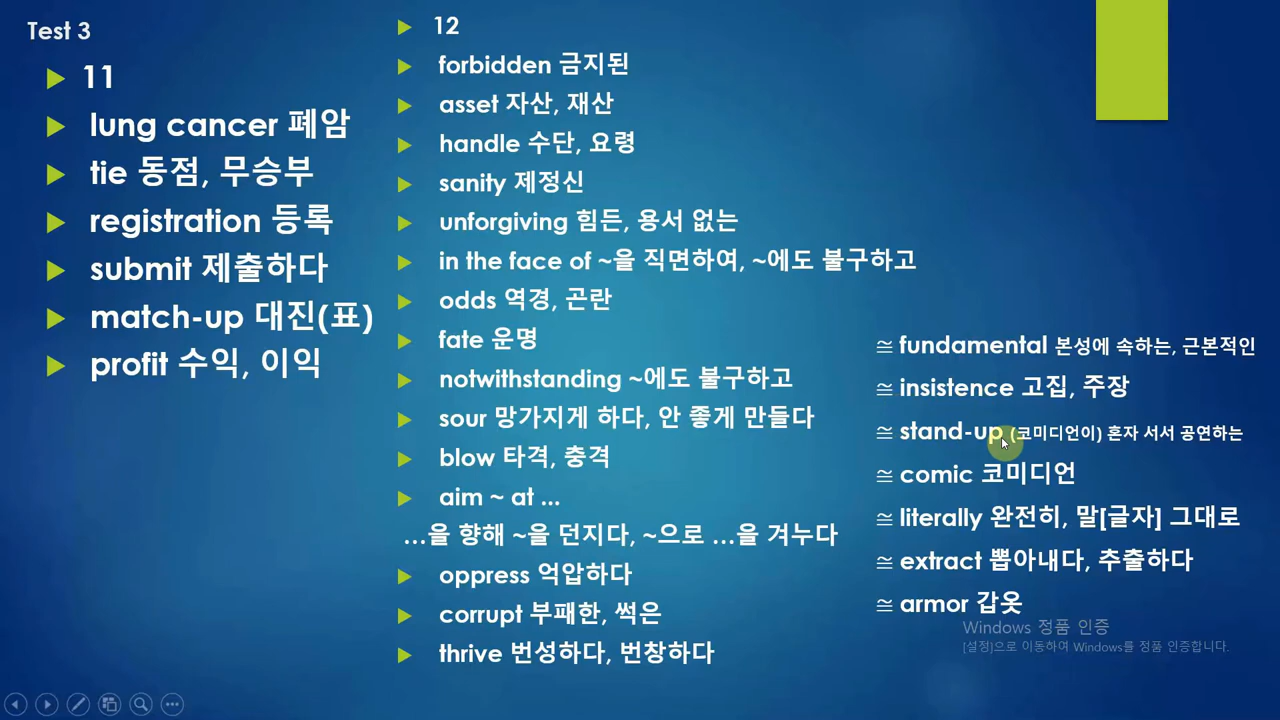 Test 3
11
lung cancer 폐암
tie 동점, 무승부
registration 등록
submit 제출하다
match-up 대진(표)
profit 수익, 이익
12
forbidden 금지된
asset 자산, 재산
handle 수단, 요령
sanity 제정신
unforgiving 힘든, 용서 없는
in the face of ~을 직면하여, ~에도 불구하고
odds 역경, 곤란
fate 운명
notwithstanding ~에도 불구하고
sour 망가지게 하다, 안 좋게 만들다
blow 타격, 충격
aim ~ at ...
...을 향해 ~을 던지다, ~으로 ...을 겨누다
oppress 억압하다
corrupt 부패한, 썩은
thrive 번성하다, 번창하다
≅ fundamental 본성에 속하는, 근본적인
≅ insistence 고집, 주장
≅ stand-up (코미디언이) 혼자 서서 공연하는
≅ comic 코미디언
≅ literally 완전히, 말[글자] 그대로
≅ extract 뽑아내다, 추출하다
≅ armor 갑옷
Windows 정품 인증
[설정]으로 이동하여 Windows를 정품 인증합니다.